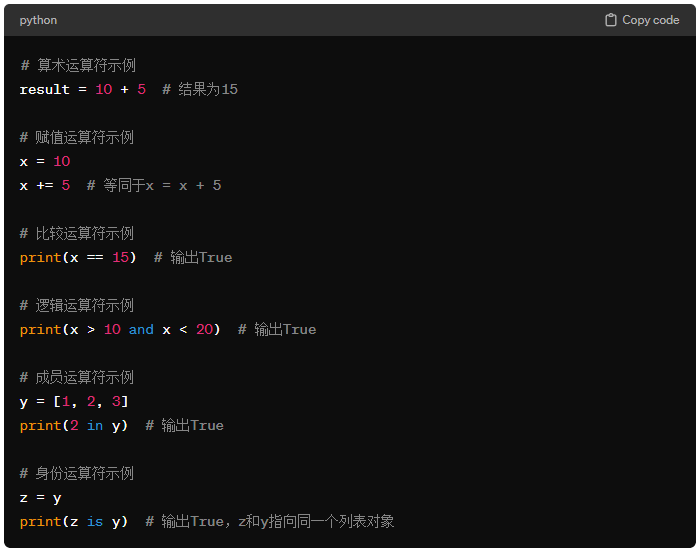 python
Copy code
# 算术运算符示例
result = 10 + 5  # 结果为15
# 赋值运算符示例
x = 10
x += 5  # 等同于x = x + 5
# 比较运算符示例
print(x == 15)  # 输出True
# 逻辑运算符示例
print(x > 10 and x < 20)  # 输出True
# 成员运算符示例
y = [1, 2, 3]
print(2 in y)  # 输出True
# 身份运算符示例
z = y
print(z is y)  # 输出True，z和y指向同一个列表对象